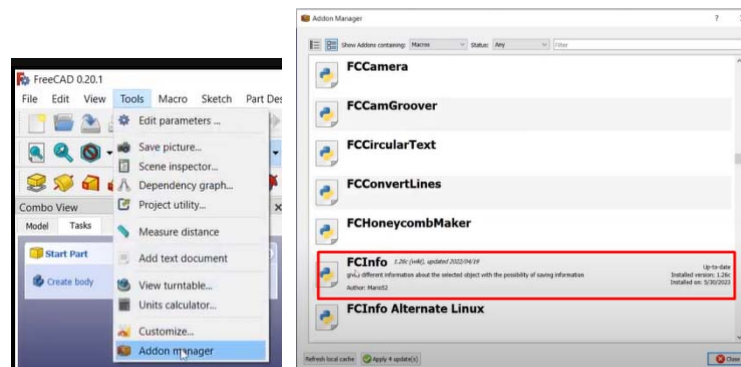 FreeCAD 0.20.1
File Edit View Tools Macro Sketch Part Des
Edit parameters ...
Save picture...
Scene inspector...
Dependency graph...
Project utility...
Measure distance
Add text document
View turntable...
Units calculator...
Customize...
Addon manager
Combo View
Model Tasks
Start Part
Create body
Addon Manager
Show Addons containing: Macros Status: Any Filter
FCCamera
FCCamGroover
FCCircularText
FCConvertLines
FCHoneycombMaker
FCInfo 1.26c (wiki), updated 2022/04/19
different information about the selected object with the possibility of saving information
Author: Mario52
Up-to-date
Installed version: 1.26c
Installed on: 5/30/2023
FCInfo Alternate Linux
Refresh local cache Apply 4 update(s) Close